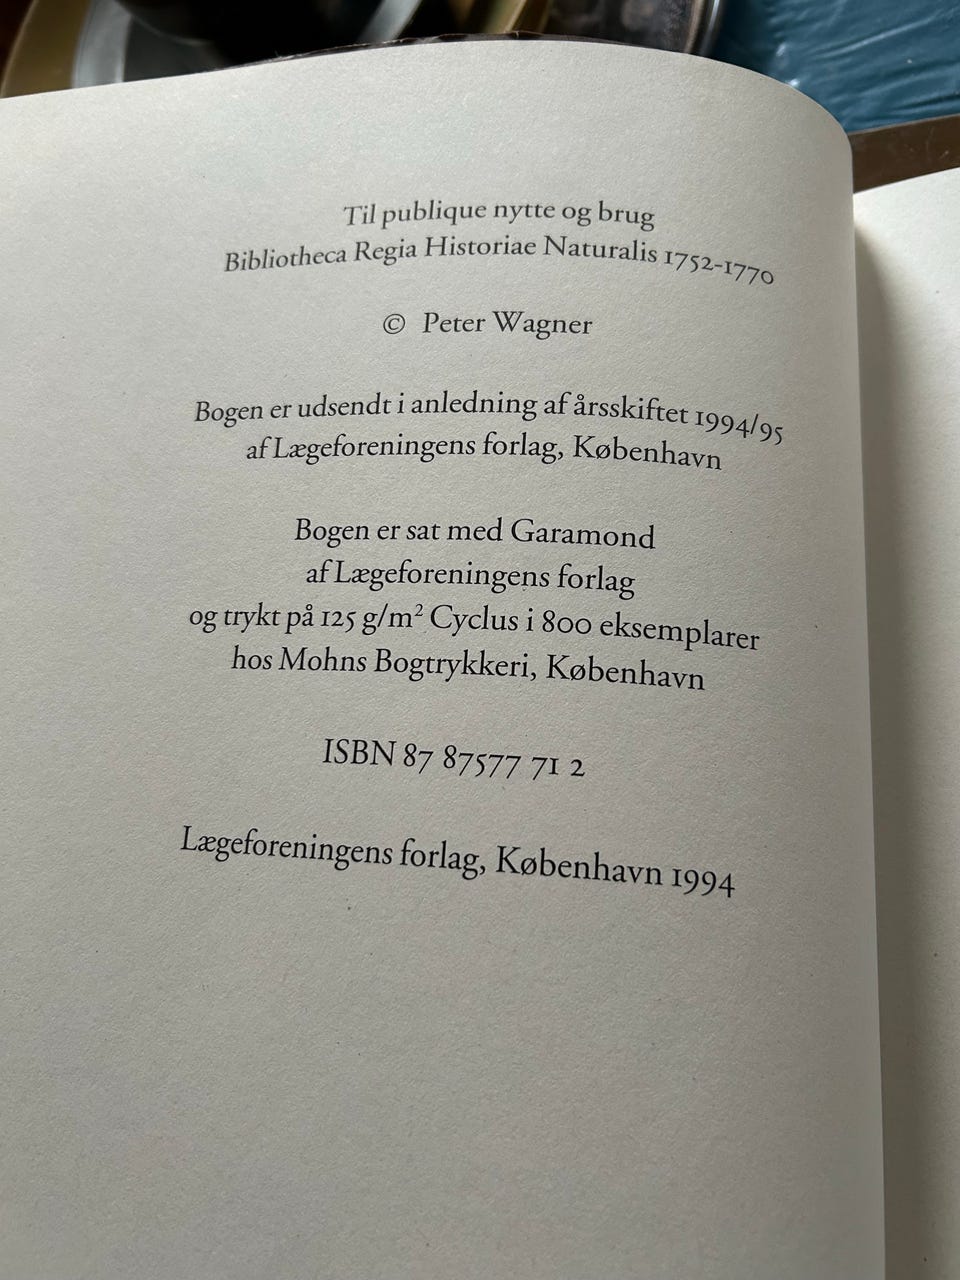 Til publique nytte og brug
Bibliotheca Regia Historiae Naturalis 1752-1770
© Peter Wagner
Bogen er udsendt i anledning af årsskiftet 1994/95
af Lægeforeningens forlag, København
Bogen er sat med Garamond
af Lægeforeningens forlag
og trykt på 125 g/m² Cyclus i 800 eksemplarer
hos Mohns Bogtrykkeri, København
ISBN 87 87577 71 2
Lægeforeningens forlag, København 1994